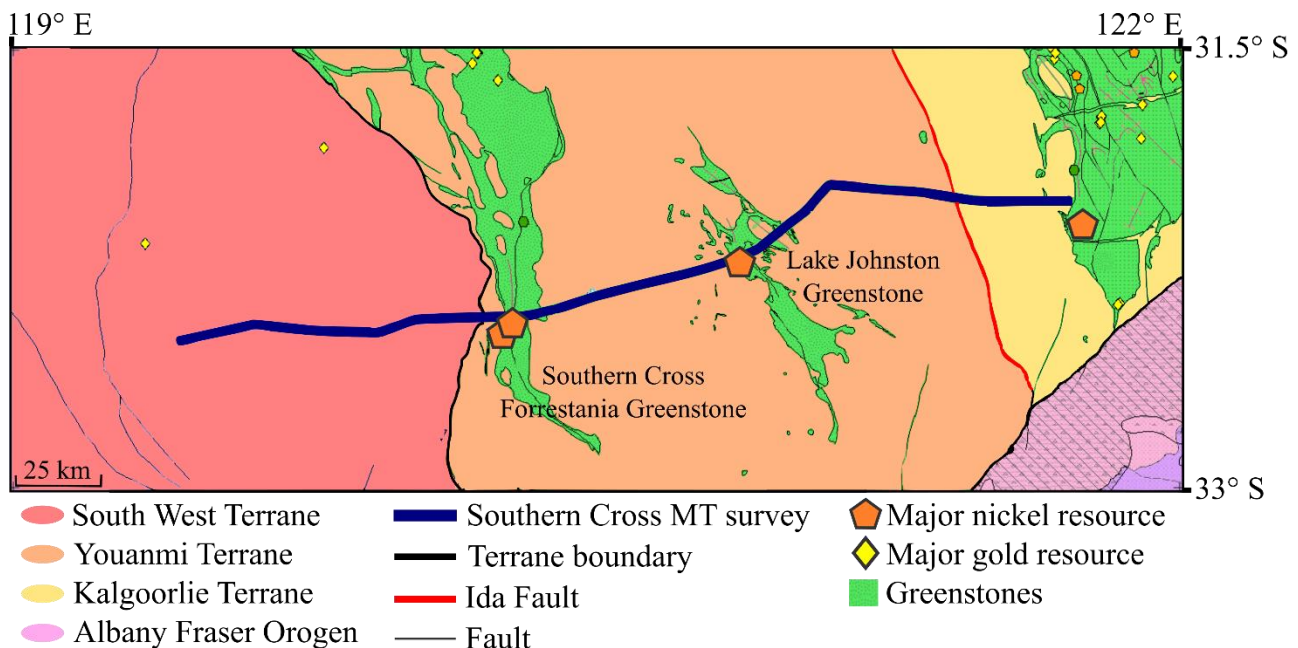 119° E
122° E
31.5° S
Lake Johnston
Greenstone
Southern Cross
Forrestania Greenstone
25 km
33° S
South West Terrane
Youanmi Terrane
Kalgoorlie Terrane
Albany Fraser Orogen
Southern Cross MT survey
Terrane boundary
Ida Fault
Fault
Major nickel resource
Major gold resource
Greenstones